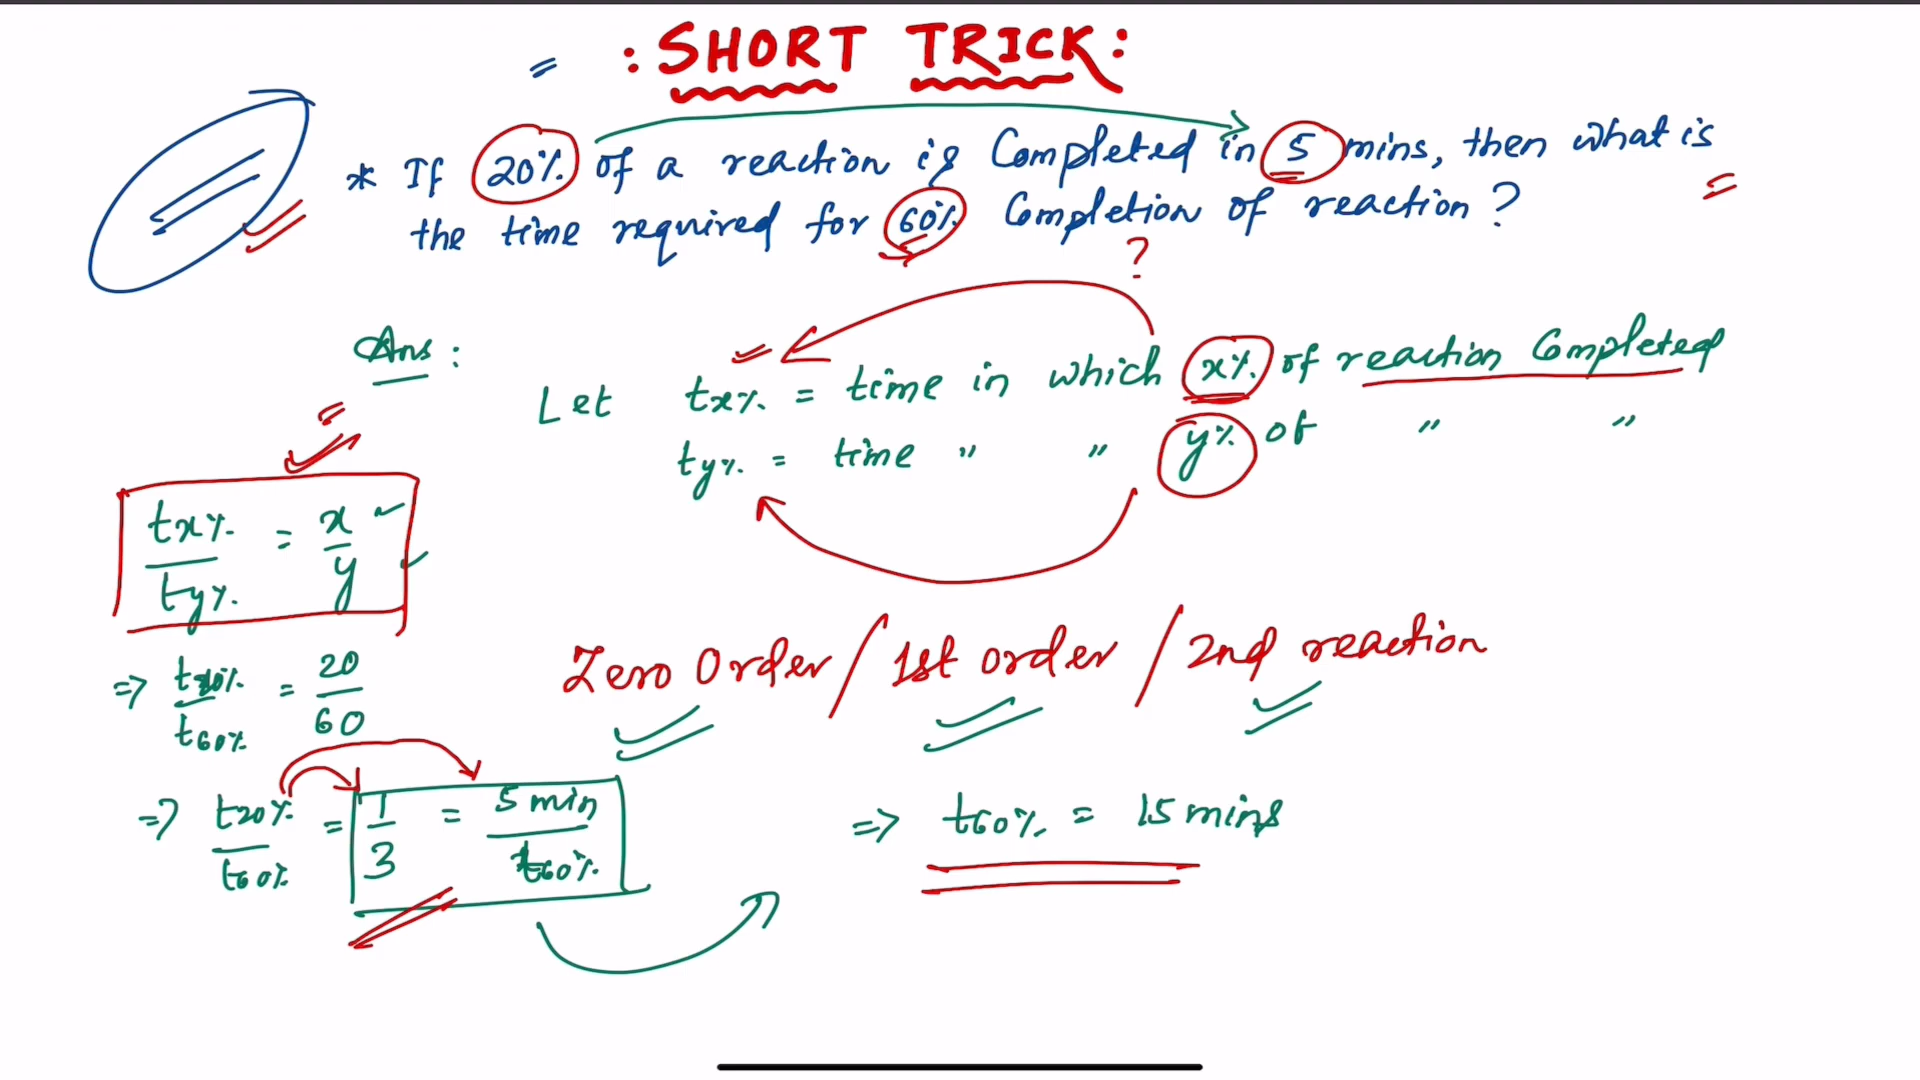 : SHORT TRICK :
* If 20% of a reaction is Completed in 5 mins, then what is
the time required for 60% Completion of reaction ?
?
Ans :
Let tx% = time in which x% of reaction Completed
ty% = time " " y% of " "
tx% / ty% = x / y
=> t20% / t60% = 20 / 60
Zero Order / 1st order / 2nd reaction
=> t20% / t60% = 1 / 3 = 5 min / t60%
=> t60% = 15 mins